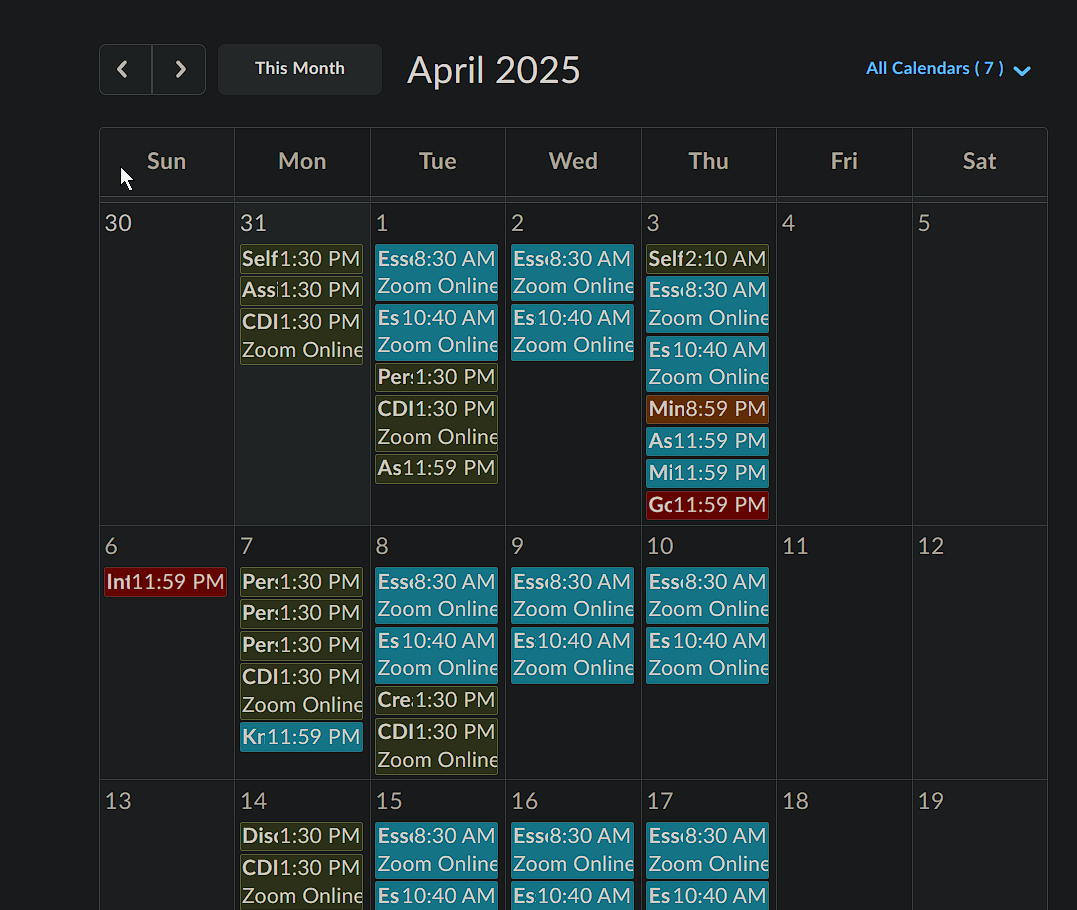 This Month
April 2025
All Calendars ( 7 )
Sun Mon Tue Wed Thu Fri Sat
30
31
Self 1:30 PM
Ass 1:30 PM
CDI 1:30 PM
Zoom Online
1
Ess 8:30 AM
Zoom Online
Es 10:40 AM
Zoom Online
Per 1:30 PM
CDI 1:30 PM
Zoom Online
As 11:59 PM
2
Ess 8:30 AM
Zoom Online
Es 10:40 AM
Zoom Online
3
Self 2:10 AM
Ess 8:30 AM
Zoom Online
Es 10:40 AM
Zoom Online
Min 8:59 PM
As 11:59 PM
Mi 11:59 PM
Go 11:59 PM
4
5
6
Int 11:59 PM
7
Per 1:30 PM
Per 1:30 PM
Per 1:30 PM
CDI 1:30 PM
Zoom Online
Kr 11:59 PM
8
Ess 8:30 AM
Zoom Online
Es 10:40 AM
Zoom Online
Cre 1:30 PM
CDI 1:30 PM
Zoom Online
9
Ess 8:30 AM
Zoom Online
Es 10:40 AM
Zoom Online
10
Ess 8:30 AM
Zoom Online
Es 10:40 AM
Zoom Online
11
12
13
14
Disc 1:30 PM
CDI 1:30 PM
Zoom Online
15
Ess 8:30 AM
Zoom Online
Es 10:40 AM
16
Ess 8:30 AM
Zoom Online
Es 10:40 AM
17
Ess 8:30 AM
Zoom Online
Es 10:40 AM
18
19